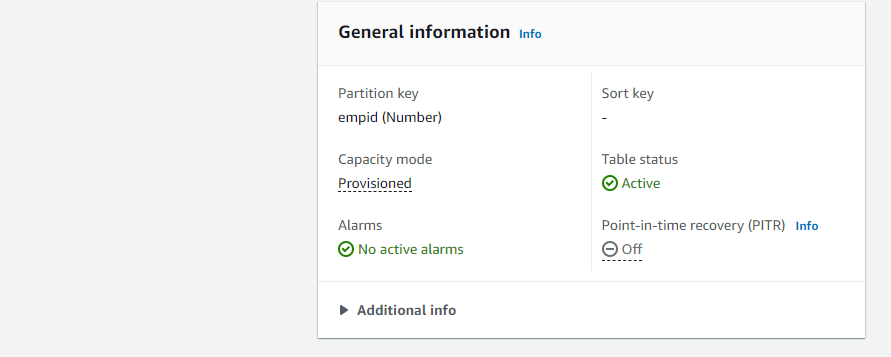 General information Info
Partition key
empid (Number)
Sort key
-
Capacity mode
Provisioned
Table status
Active
Alarms
No active alarms
Point-in-time recovery (PITR) Info
Off
Additional info